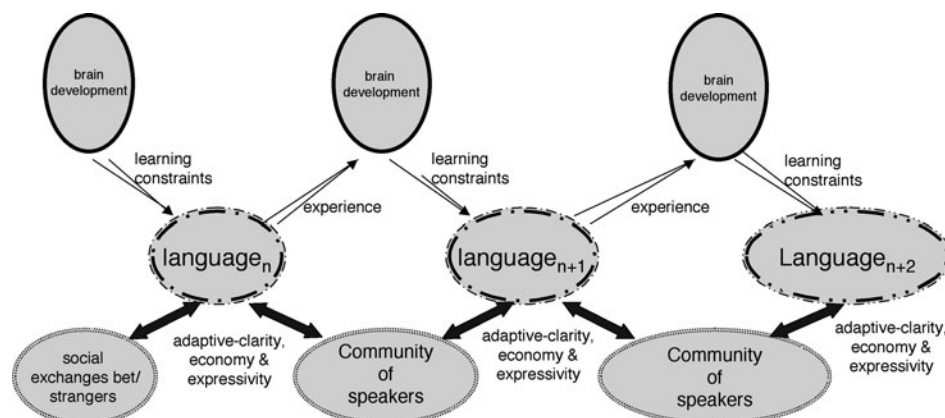 brain
development
brain
development
brain
development
learning
constraints
experience
learning
constraints
experience
learning
constraints
languagen
languagen+1
Languagen+2
social
exchanges bet/
strangers
adaptive-clarity,
economy &
expressivity
Community
of
speakers
adaptive-clarity,
economy &
expressivity
Community
of
speakers
adaptive-clarity,
economy &
expressivity